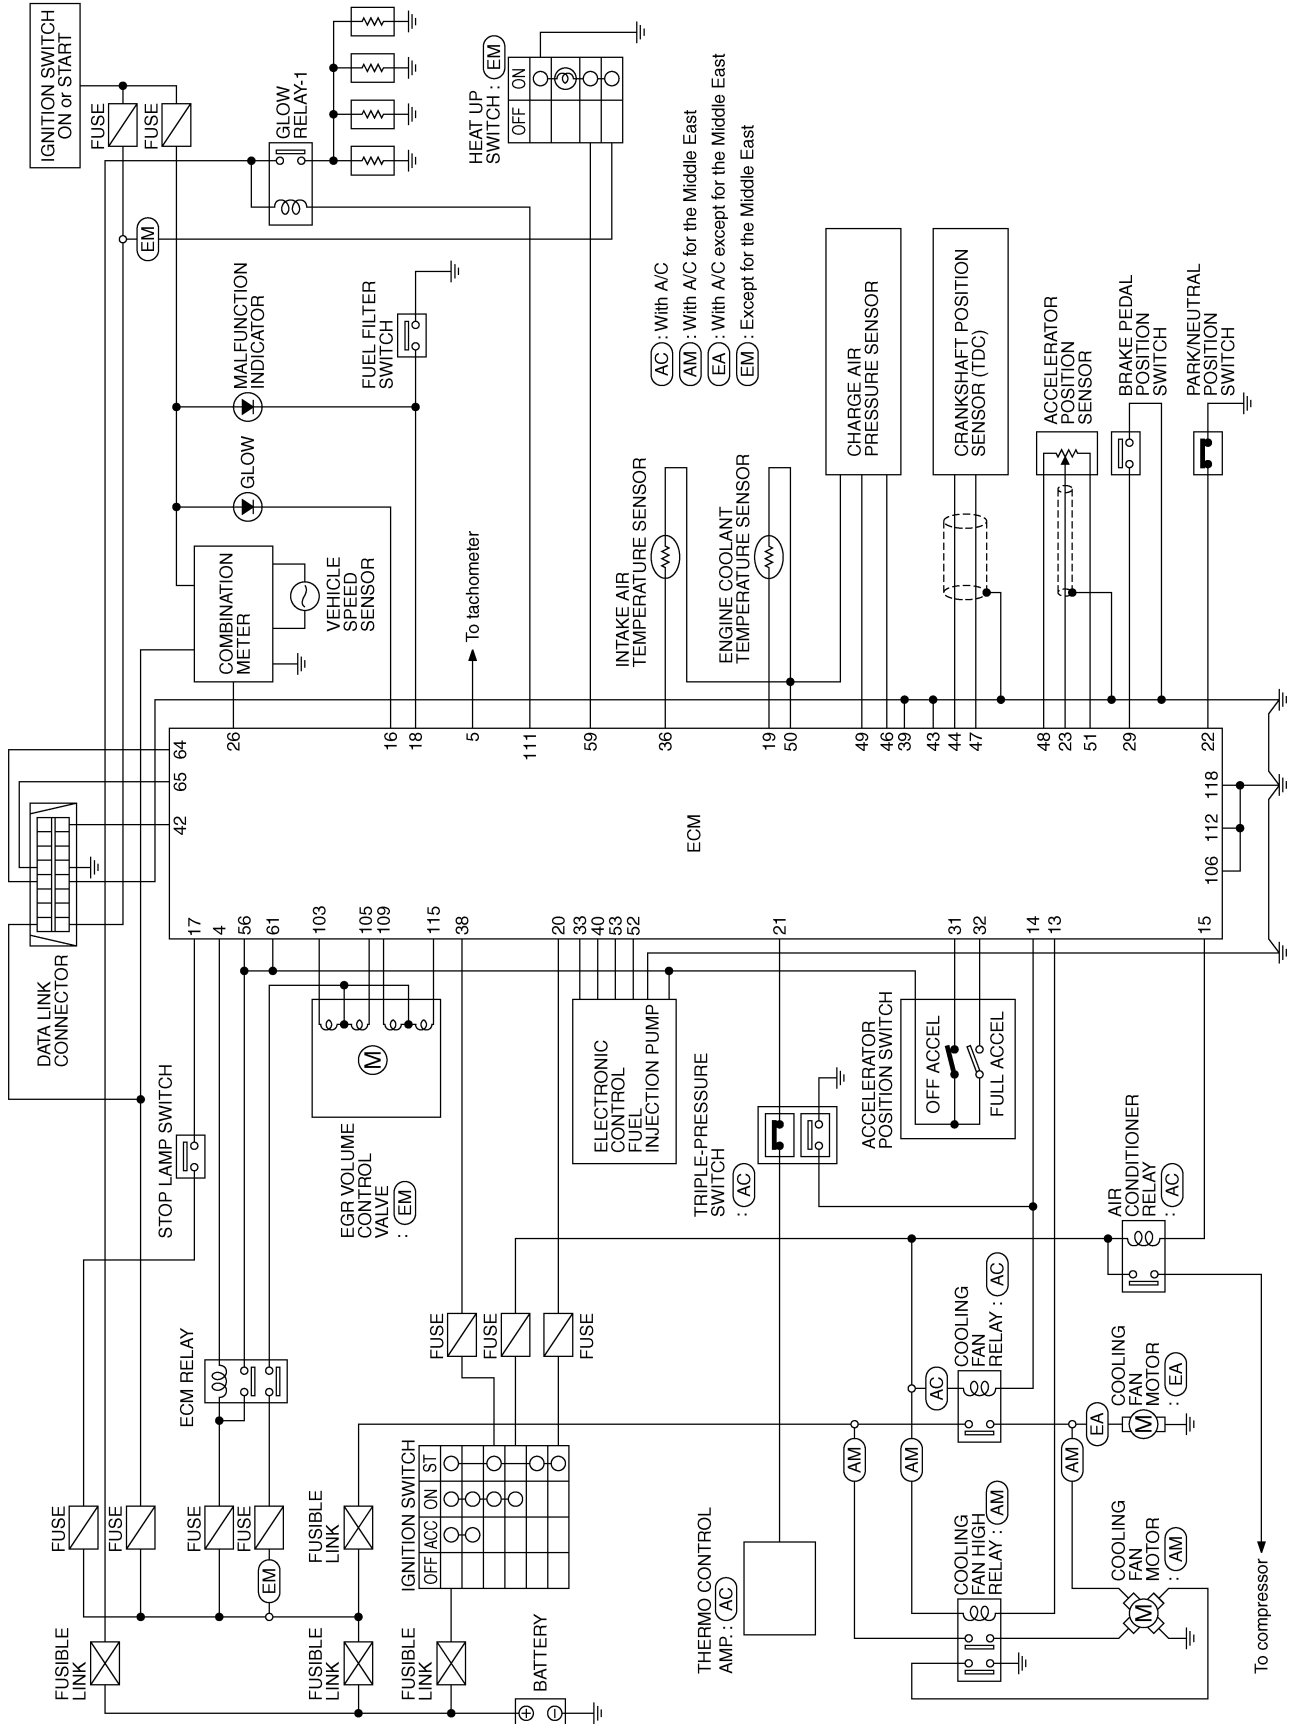 IGNITION SWITCH
ON or START
FUSE
FUSE
GLOW
RELAY-1
HEAT UP
SWITCH : EM
OFF ON
EM
MALFUNCTION
INDICATOR
FUEL FILTER
SWITCH
GLOW
COMBINATION
METER
VEHICLE
SPEED
SENSOR
To tachometer
AC : With A/C
AM : With A/C for the Middle East
EA : With A/C except for the Middle East
EM : Except for the Middle East
INTAKE AIR
TEMPERATURE SENSOR
ENGINE COOLANT
TEMPERATURE SENSOR
CHARGE AIR
PRESSURE SENSOR
CRANKSHAFT POSITION
SENSOR (TDC)
ACCELERATOR
POSITION
SENSOR
BRAKE PEDAL
POSITION
SWITCH
PARK/NEUTRAL
POSITION
SWITCH
64
65
42
26
16
18
5
111
59
36
19
50
49
46
39
43
44
47
48
23
51
29
22
118
112
106
ECM
17
4
56
61
103
105
109
115
38
20
33
40
53
52
21
31
32
14
13
15
DATA LINK
CONNECTOR
STOP LAMP SWITCH
M
EGR VOLUME
CONTROL
VALVE
: EM
ELECTRONIC
CONTROL
FUEL
INJECTION PUMP
TRIPLE-PRESSURE
SWITCH
: AC
ACCELERATOR
POSITION SWITCH
OFF ACCEL
FULL ACCEL
AIR
CONDITIONER
RELAY
: AC
ECM RELAY
FUSE
FUSE
FUSE
COOLING
FAN
RELAY : AC
AC
COOLING
FAN
MOTOR
: EA
EA
M
AM
AM
AM
FUSE
FUSE
FUSE
FUSE
EM
FUSIBLE
LINK
IGNITION SWITCH
OFF ACC ON ST
THERMO CONTROL
AMP. : AC
COOLING
FAN HIGH
RELAY : AM
COOLING
FAN
MOTOR
: AM
M
To compressor
FUSIBLE
LINK
FUSIBLE
LINK
FUSIBLE
LINK
BATTERY
+ −